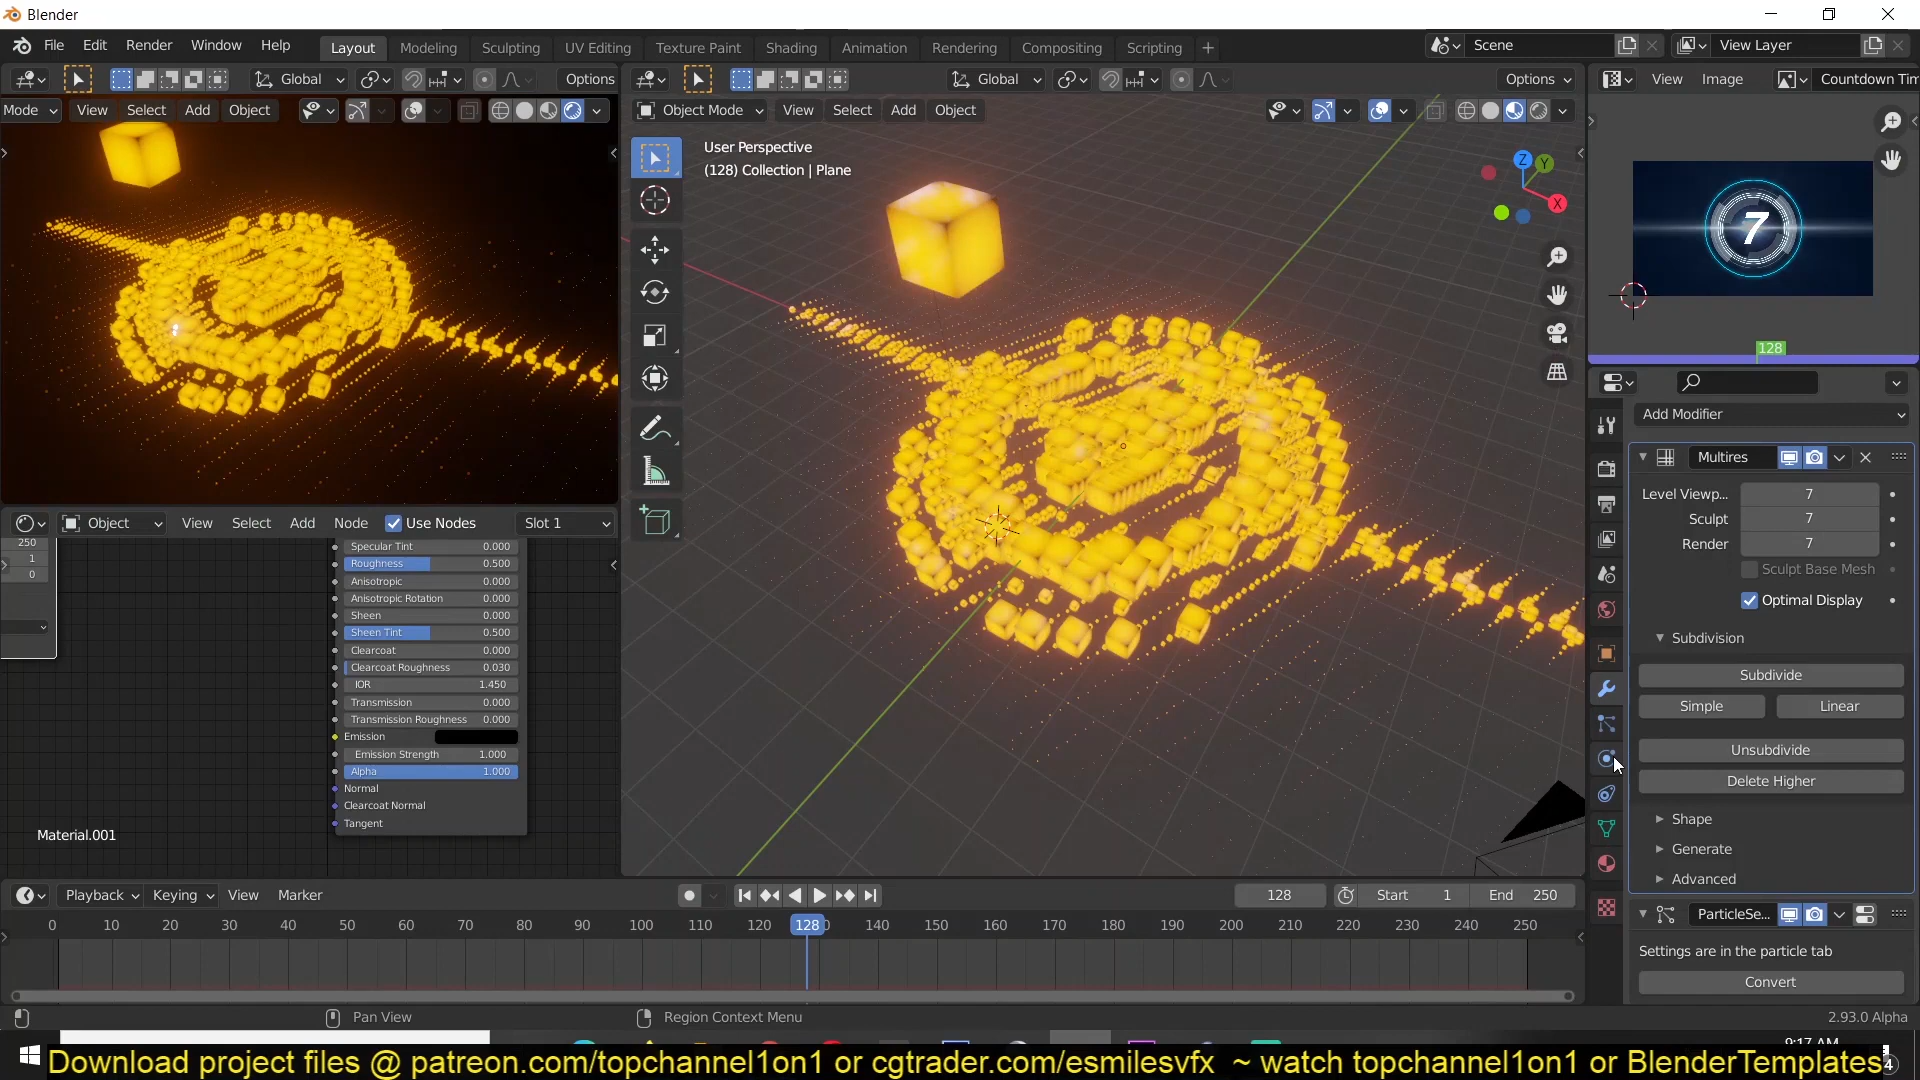 Blender
File Edit Render Window Help Layout Modeling Sculpting UV Editing Texture Paint Shading Animation Rendering Compositing Scripting + Scene View Layer
Global Options Global Options View Image Countdown Tim
Mode View Select Add Object Object Mode View Select Add Object
User Perspective
(128) Collection | Plane
Z Y X
7
128
Add Modifier
Multires
Level Viewp... 7
Sculpt 7
Render 7
Sculpt Base Mesh
Optimal Display
Subdivision
Subdivide
Simple Linear
Unsubdivide
Delete Higher
Shape
Generate
Advanced
ParticleSe...
Settings are in the particle tab
Convert
Object View Select Add Node Use Nodes Slot 1
250
1
0
Specular Tint 0.000
Roughness 0.500
Anisotropic 0.000
Anisotropic Rotation 0.000
Sheen 0.000
Sheen Tint 0.500
Clearcoat 0.000
Clearcoat Roughness 0.030
IOR 1.450
Transmission 0.000
Transmission Roughness 0.000
Emission
Emission Strength 1.000
Alpha 1.000
Normal
Clearcoat Normal
Tangent
Material.001
Playback Keying View Marker 128 Start 1 End 250
0 10 20 30 40 50 60 70 80 90 100 110 120 128 140 150 160 170 180 190 200 210 220 230 240 250
Pan View Region Context Menu 2.93.0 Alpha
9:17 AM
Download project files @ patreon.com/topchannel1on1 or cgtrader.com/esmilesvfx ~ watch topchannel1on1 or BlenderTemplates